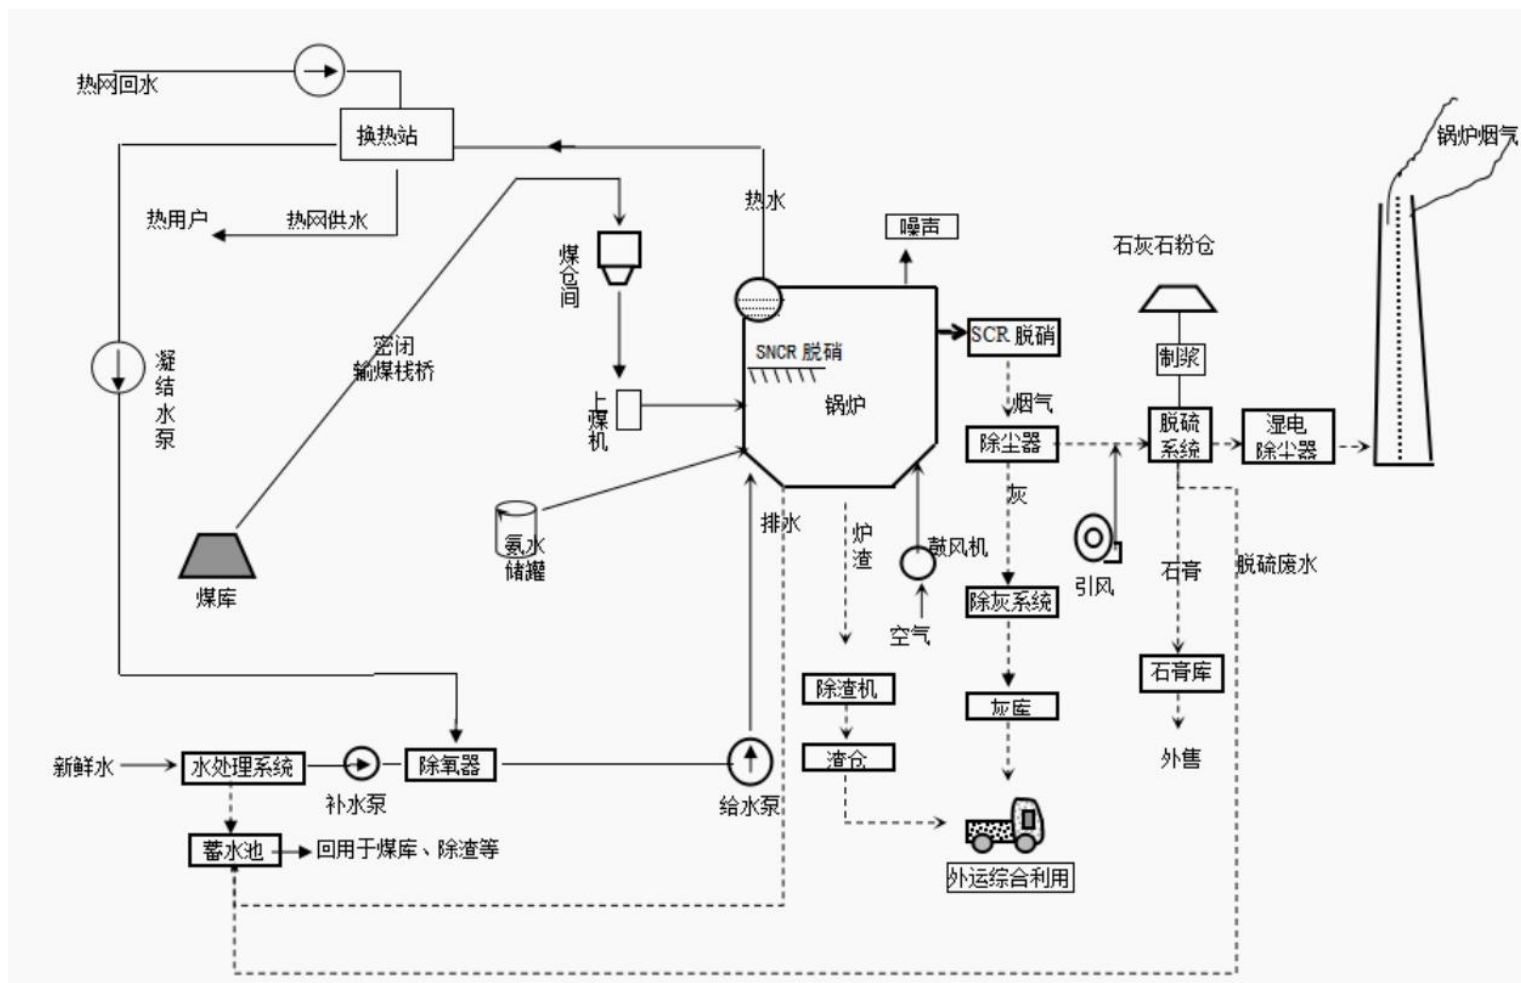 热网回水
换热站
锅炉烟气
热水
热用户
热网供水
噪声
石灰石粉仓
煤仓间
密闭
输煤栈桥
凝结水泵
SNCR 脱硝
SCR 脱硝
制浆
上煤机
锅炉
烟气
除尘器
脱硫
系统
湿电
除尘器
灰
排水
炉渣
鼓风机
氨水
储罐
煤库
引风
石膏
脱硫废水
除灰系统
空气
石膏库
除渣机
灰库
新鲜水
水处理系统
除氧器
渣仓
外售
补水泵
给水泵
蓄水池
回用于煤库、除渣等
外运综合利用